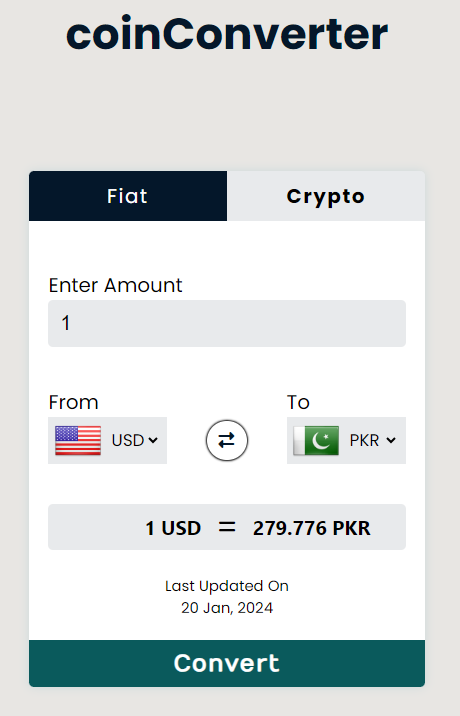 coinConverter
Fiat Crypto
Enter Amount
1
From To
USD PKR
1 USD = 279.776 PKR
Last Updated On
20 Jan, 2024
Convert